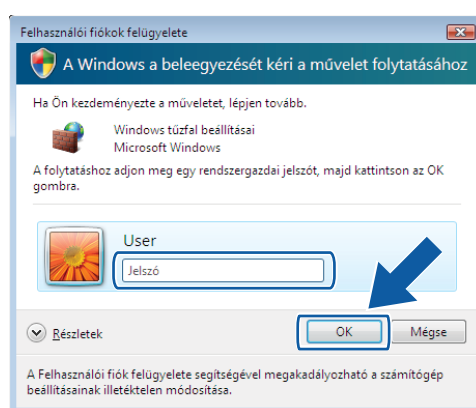 Felhasználói fiókok felügyelete
A Windows a beleegyezését kéri a művelet folytatásához
Ha Ön kezdeményezte a műveletet, lépjen tovább.
Windows tűzfal beállításai
Microsoft Windows
A folytatáshoz adjon meg egy rendszergazdai jelszót, majd kattintson az OK
gombra.
User
Jelszó
Részletek
OK
Mégse
A Felhasználói fiók felügyelete segítségével megakadályozható a számítógép
beállításainak illetéktelen módosítása.